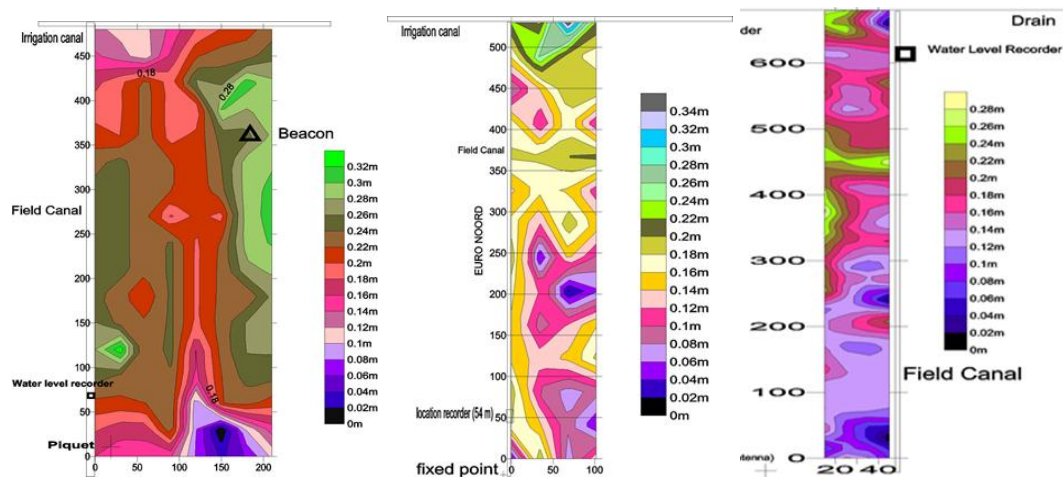 Irrigation canal
450
400
350
300
250
200
150
100
50
0
0
50
100
150
200
0.18
0.28
0.18
Beacon
Field Canal
Water level recorder
Piquet
0.32m
0.3m
0.28m
0.26m
0.24m
0.22m
0.2m
0.18m
0.16m
0.14m
0.12m
0.1m
0.08m
0.06m
0.04m
0.02m
0m
Irrigation canal
500
450
400
Field Canal
350
300
EURO NOORD
250
200
150
100
location recorder (54 m)
50
0
fixed point
0
50
100
0.34m
0.32m
0.3m
0.28m
0.26m
0.24m
0.22m
0.2m
0.18m
0.16m
0.14m
0.12m
0.1m
0.08m
0.06m
0.04m
0.02m
0m
Drain
der
Water Level Recorder
600
500
400
300
200
100
0
ntenna)
20 40
0.28m
0.26m
0.24m
0.22m
0.2m
0.18m
0.16m
0.14m
0.12m
0.1m
0.08m
0.06m
0.04m
0.02m
0m
Field Canal